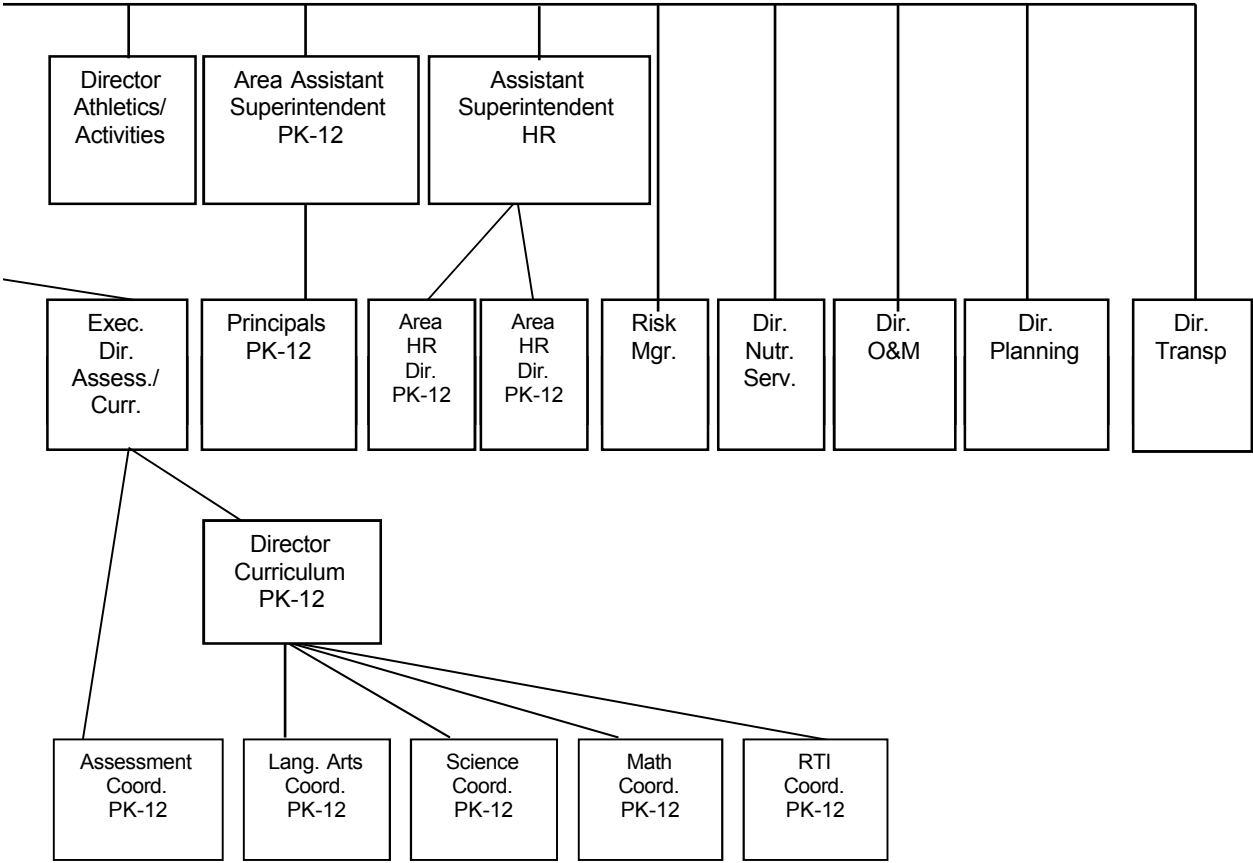 Director
Athletics/
Activities
Area Assistant
Superintendent
PK-12
Assistant
Superintendent
HR
Exec.
Dir.
Assess./
Curr.
Principals
PK-12
Area
HR
Dir.
PK-12
Area
HR
Dir.
PK-12
Risk
Mgr.
Dir.
Nutr.
Serv.
Dir.
O&M
Dir.
Planning
Dir.
Transp
Director
Curriculum
PK-12
Assessment
Coord.
PK-12
Lang. Arts
Coord.
PK-12
Science
Coord.
PK-12
Math
Coord.
PK-12
RTI
Coord.
PK-12